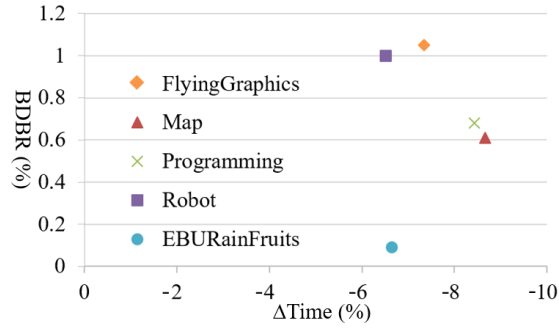 1.2
1
0.8
0.6
0.4
0.2
0
BDBR (%)
FlyingGraphics
Map
Programming
Robot
EBURainFruits
0 -2 -4 -6 -8 -10
ΔTime (%)